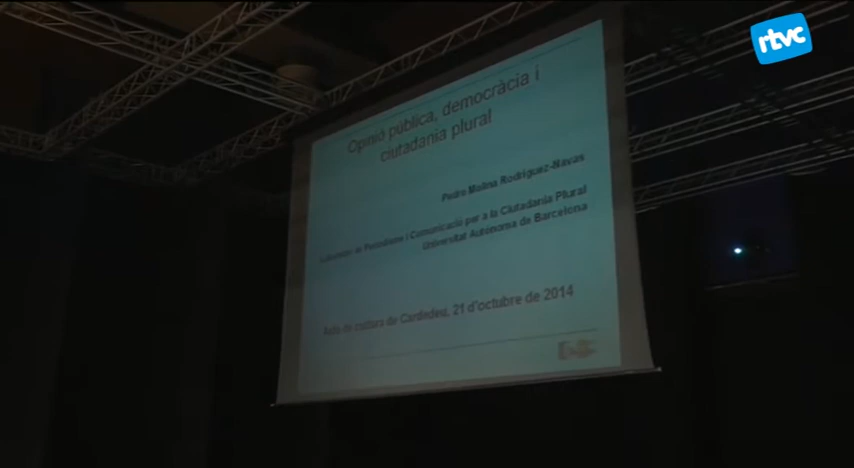 rtvc
Opinió pública, democràcia i
ciutadania plural
Pedro Molina Rodríguez-Navas
de Periodisme i Comunicació per a la Ciutadania Plural
Universitat Autònoma de Barcelona
Aula de cultura de Cardedeu, 21 d'octubre de 2014